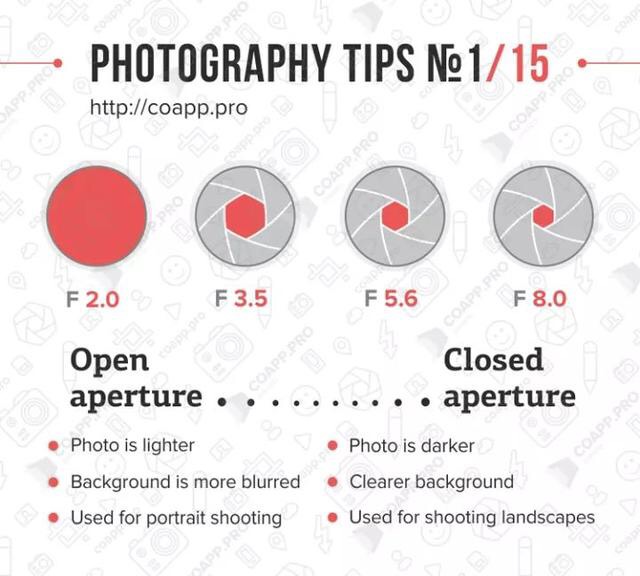 PHOTOGRAPHY TIPS №1/15
http://coapp.pro
F 2.0
F 3.5
F 5.6
F 8.0
Open
aperture
Closed
aperture
Photo is lighter
Background is more blurred
Used for portrait shooting
Photo is darker
Clearer background
Used for shooting landscapes
COAPP.PRO